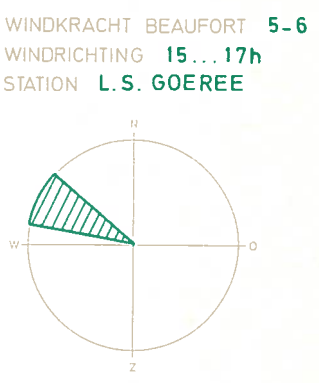 WINDKRACHT BEAUFORT 5-6
WINDRICHTING 15...17h
STATION L.S. GOEREE
N
W
O
Z